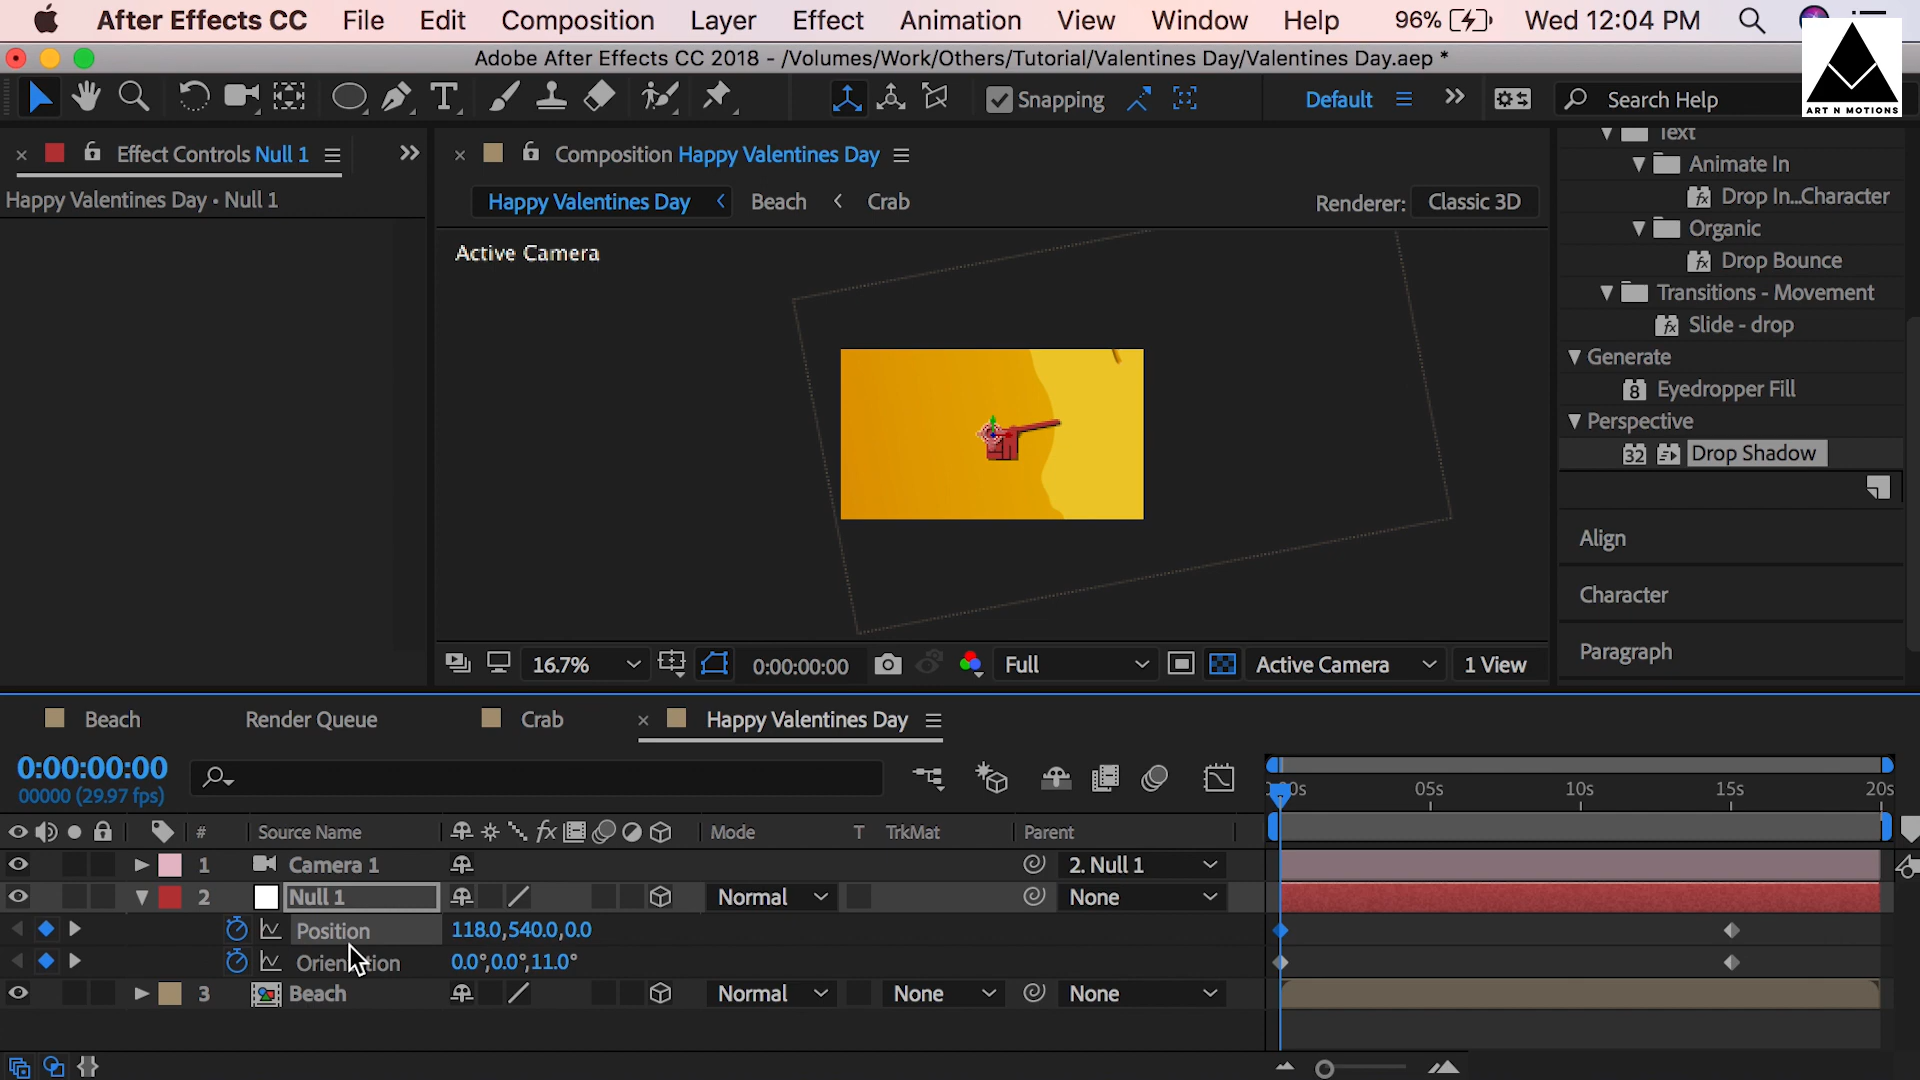 After Effects CC File Edit Composition Layer Effect Animation View Window Help 96% Wed 12:04 PM
Adobe After Effects CC 2018 - /Volumes/Work/Others/Tutorial/Valentines Day/Valentines Day.aep *
ART N MOTIONS
T Snapping Default Search Help
Effect Controls Null 1
Happy Valentines Day • Null 1
Composition Happy Valentines Day
Happy Valentines Day Beach Crab
Renderer: Classic 3D
Active Camera
Text
Animate In
Drop In...Character
Organic
Drop Bounce
Transitions - Movement
Slide - drop
Generate
8 Eyedropper Fill
Perspective
32 Drop Shadow
Align
Character
Paragraph
16.7% 0:00:00:00 Full Active Camera 1 View
Beach Render Queue Crab Happy Valentines Day
0:00:00:00
00000 (29.97 fps)
05s 10s 15s 20s
# Source Name fx Mode T TrkMat Parent
1 Camera 1 2. Null 1
2 Null 1 Normal None
Position 118.0,540.0,0.0
Orientation 0.0°,0.0°,11.0°
3 Beach Normal None None